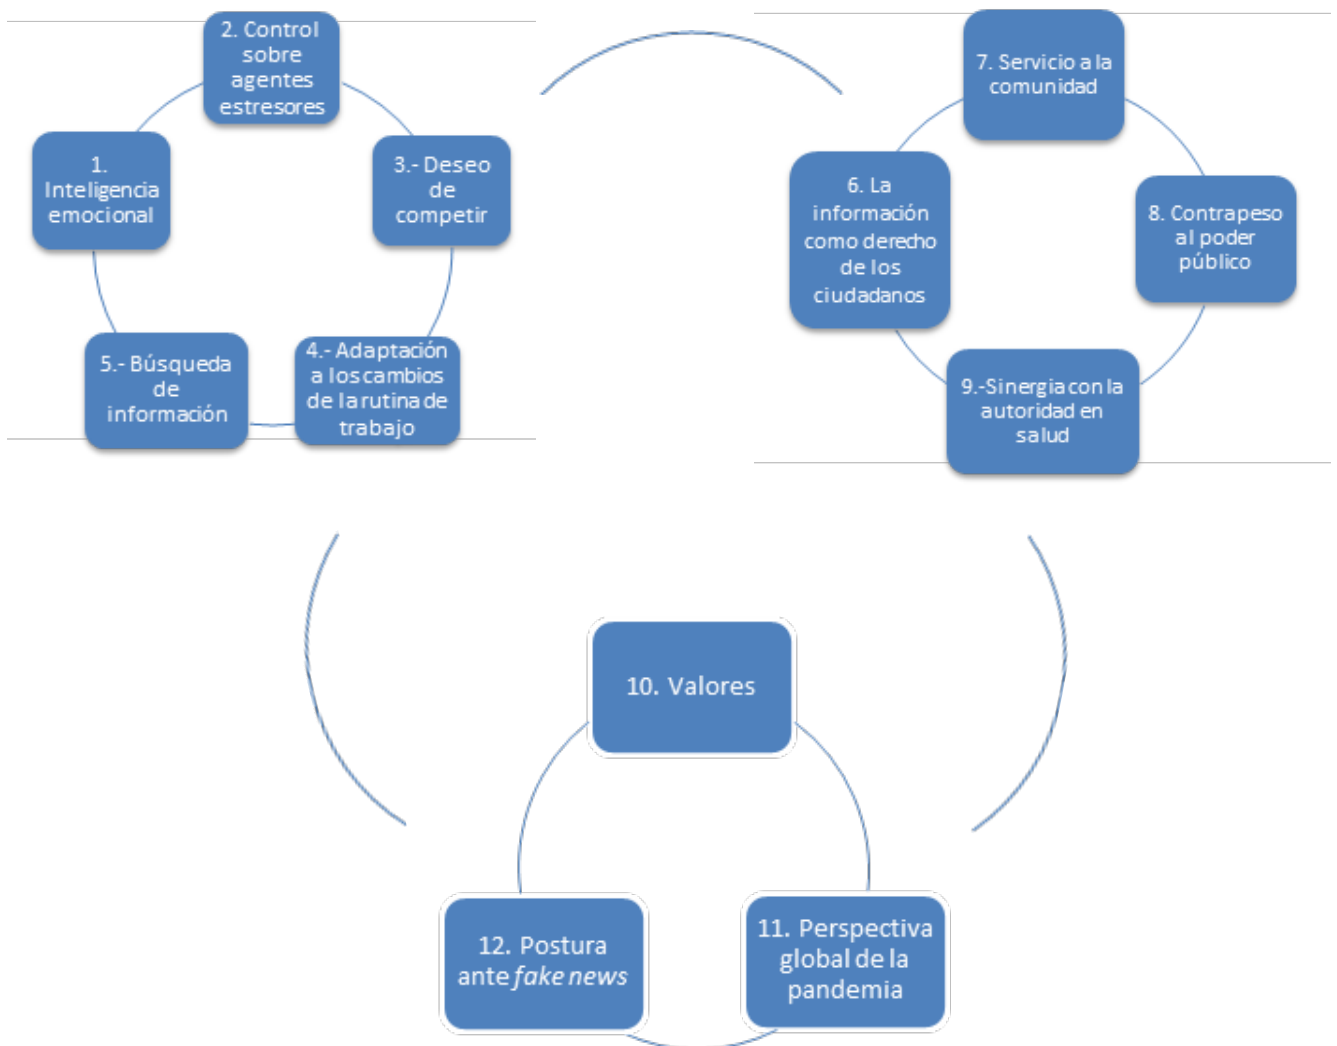 1.
Inteligencia
emocional
2. Control
sobre
agentes
estresores
3.- Deseo
de
competir
4.- Adaptación
a los cambios
de la rutina de
trabajo
5.- Búsqueda
de
información
6. La
información
como derecho
de los
ciudadanos
7. Servicio a la
comunidad
8. Contrapeso
al poder
público
9.-Sinergia con la
autoridad en
salud
10. Valores
11. Perspectiva
global de la
pandemia
12. Postura
ante fake news